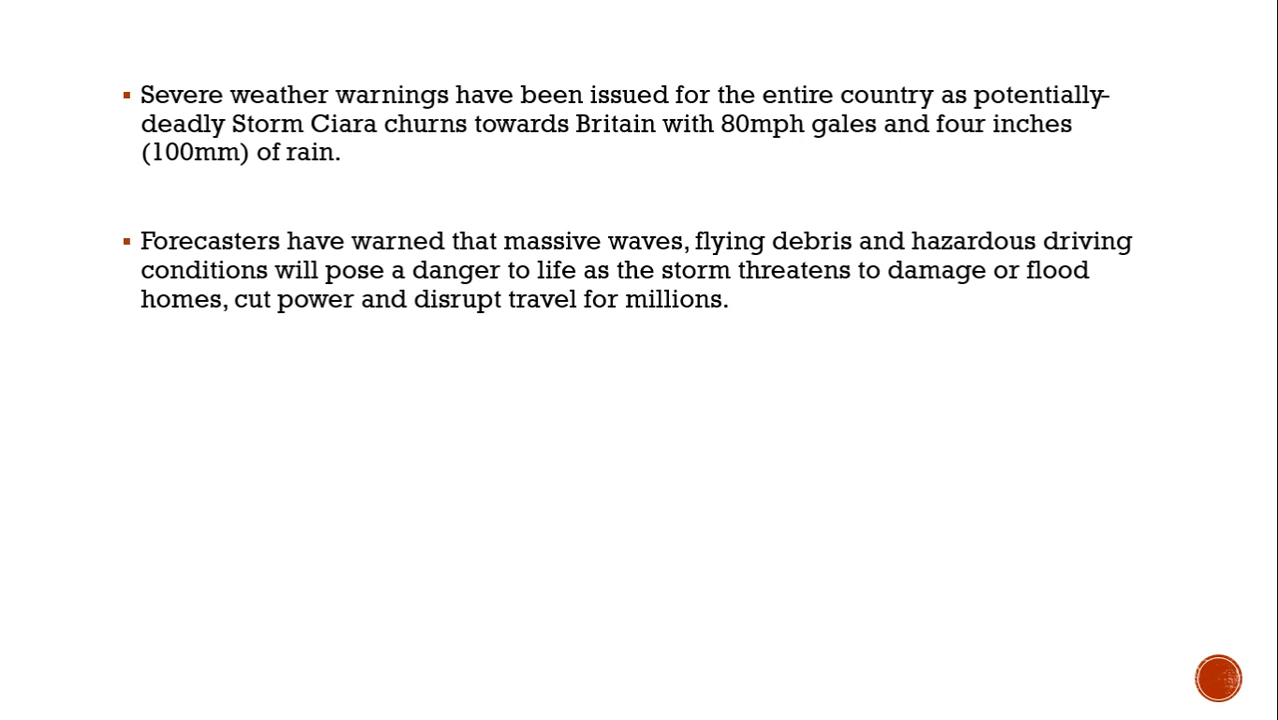 Severe weather warnings have been issued for the entire country as potentially-
deadly Storm Ciara churns towards Britain with 80mph gales and four inches
(100mm) of rain.
Forecasters have warned that massive waves, flying debris and hazardous driving
conditions will pose a danger to life as the storm threatens to damage or flood
homes, cut power and disrupt travel for millions.